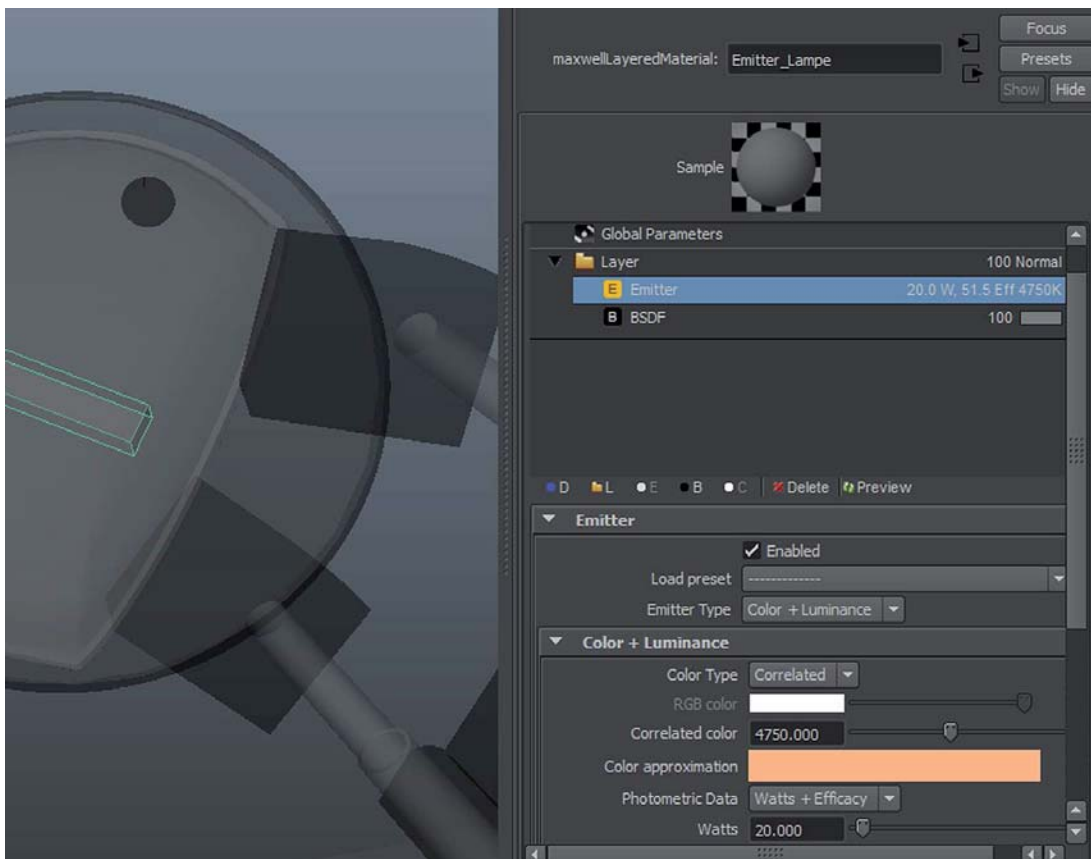 Focus
maxwellLayeredMaterial: Emitter_Lampe
Presets
Show Hide
Sample
Global Parameters
Layer 100 Normal
E Emitter 20.0 W, 51.5 Eff 4750K
B BSDF 100
D L E B C Delete Preview
Emitter
Enabled
Load preset -------------
Emitter Type Color + Luminance
Color + Luminance
Color Type Correlated
RGB color
Correlated color 4750.000
Color approximation
Photometric Data Watts + Efficacy
Watts 20.000